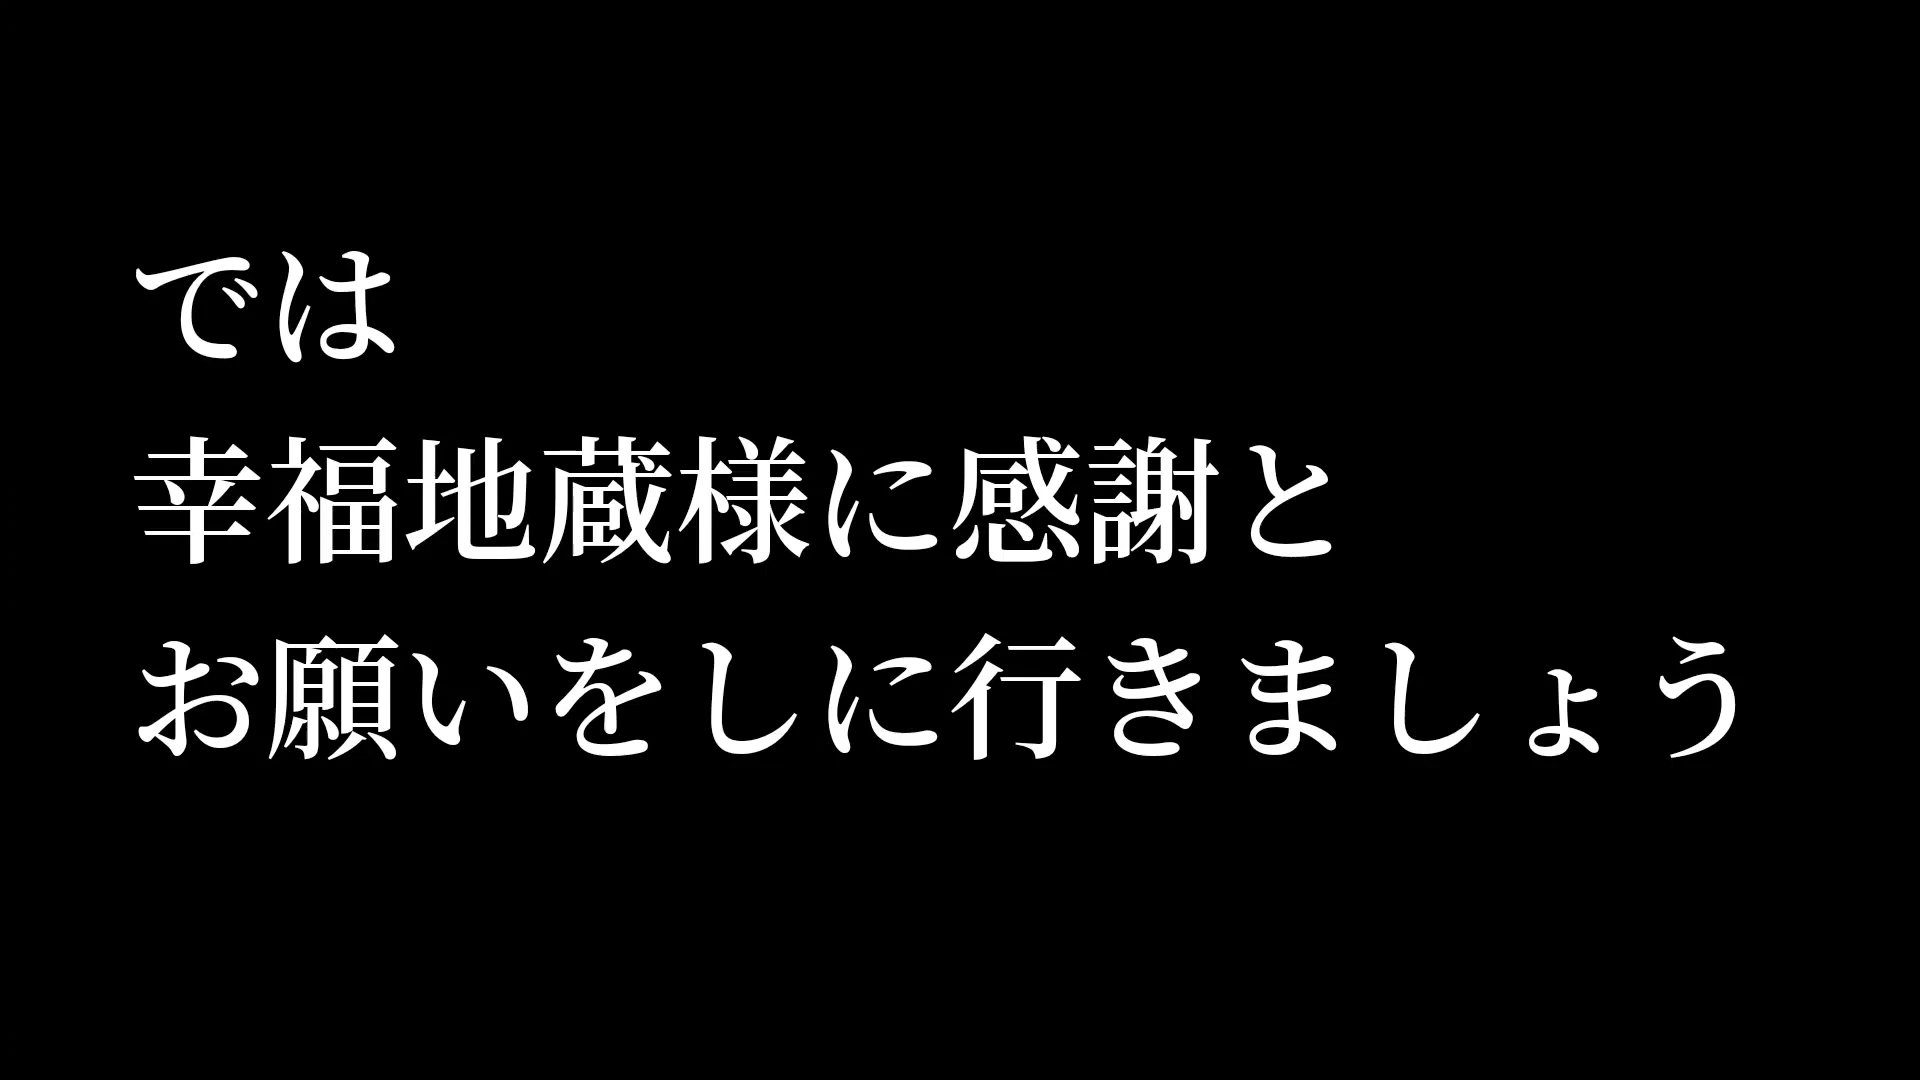 では
幸福地蔵様に感謝と
お願いをしに行きましょう